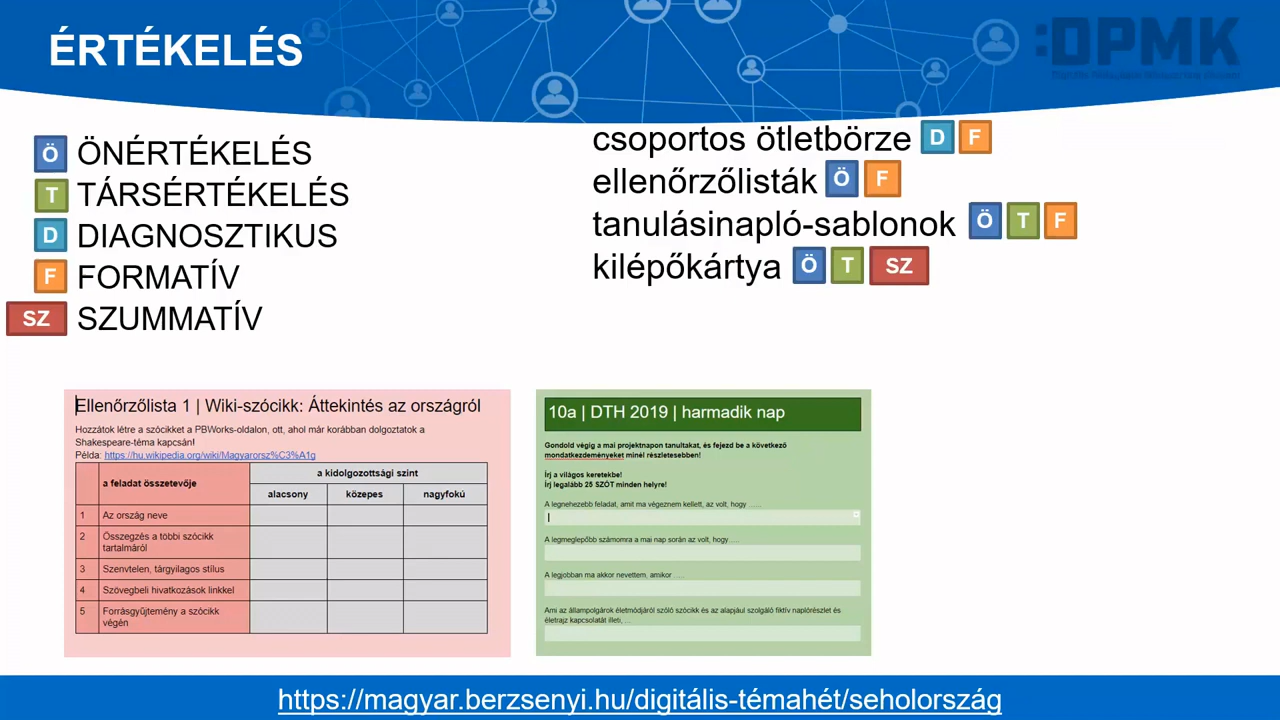 ÉRTÉKELÉS
:DPMK
Ö ÖNÉRTÉKELÉS
T TÁRSÉRTÉKELÉS
D DIAGNOSZTIKUS
F FORMATÍV
SZ SZUMMATÍV
csoportos ötletbörze D F
ellenőrzőlisták Ö F
tanulásinapló-sablonok Ö T F
kilépőkártya Ö T SZ
Ellenőrzőlista 1 | Wiki-szócikk: Áttekintés az országról
Hozzátok létre a szócikket a PBWorks-oldalon, ott, ahol már korábban dolgoztatok a
Shakespeare-téma kapcsán!
Példa: https://hu.wikipedia.org/wiki/Magyarorsz%C3%A1g
a feladat összetevője
a kidolgozottsági szint
alacsony közepes nagyfokú
1 Az ország neve
2 Összegzés a többi szócikk
tartalmáról
3 Szenvtelen, tárgyilagos stílus
4 Szövegbeli hivatkozások linkkel
5 Forrásgyűjtemény a szócikk
végén
10a | DTH 2019 | harmadik nap
Gondold végig a mai projektnapon tanultakat, és fejezd be a következő
mondatkezdeményeket minél részletesebben!
Írj a világos keretekbe!
Írj legalább 25 SZÓT minden helyre!
A legnehezebb feladat, amit ma végeznem kellett, az volt, hogy ......
A legmeglepőbb számomra a mai nap során az volt, hogy .....
A legjobban ma akkor nevettem, amikor .....
Ami az állampolgárok életmódjáról szóló szócikk és az alapjául szolgáló fiktív naplórészlet és
életrajz kapcsolatát illeti, ...
https://magyar.berzsenyi.hu/digitális-témahét/seholország